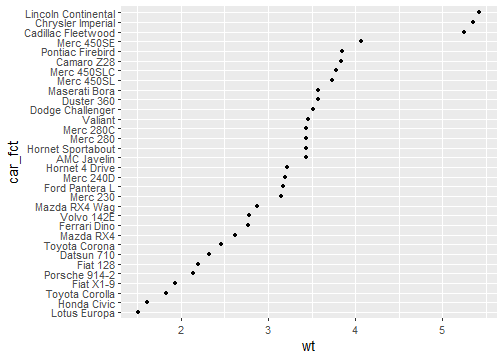 Lincoln Continental
Chrysler Imperial
Cadillac Fleetwood
Merc 450SE
Pontiac Firebird
Camaro Z28
Merc 450SLC
Merc 450SL
Maserati Bora
Duster 360
Dodge Challenger
Valiant
Merc 280C
Merc 280
Hornet Sportabout
AMC Javelin
Hornet 4 Drive
Merc 240D
Ford Pantera L
Merc 230
Mazda RX4 Wag
Volvo 142E
Ferrari Dino
Mazda RX4
Toyota Corona
Datsun 710
Fiat 128
Porsche 914-2
Fiat X1-9
Toyota Corolla
Honda Civic
Lotus Europa
car_fct
2 3 4 5
wt